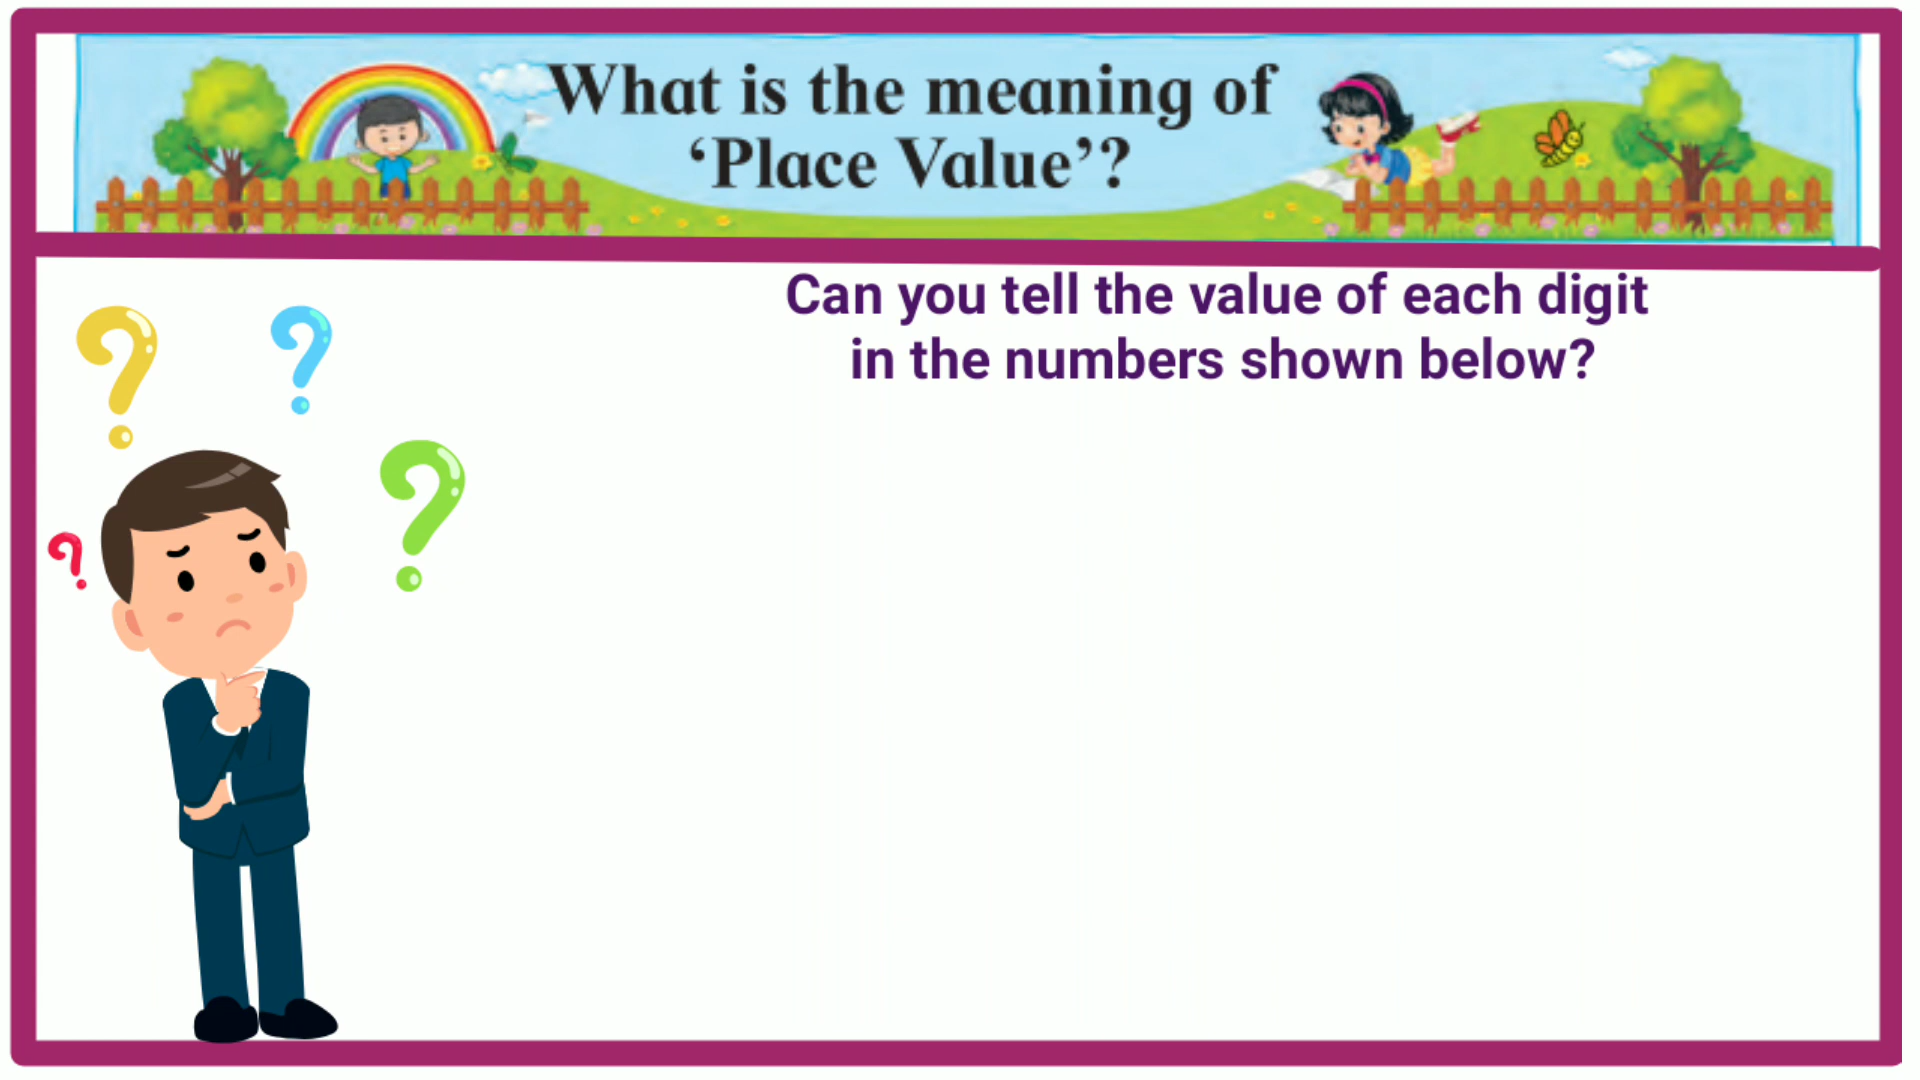 What is the meaning of
‘Place Value’?
Can you tell the value of each digit
in the numbers shown below?